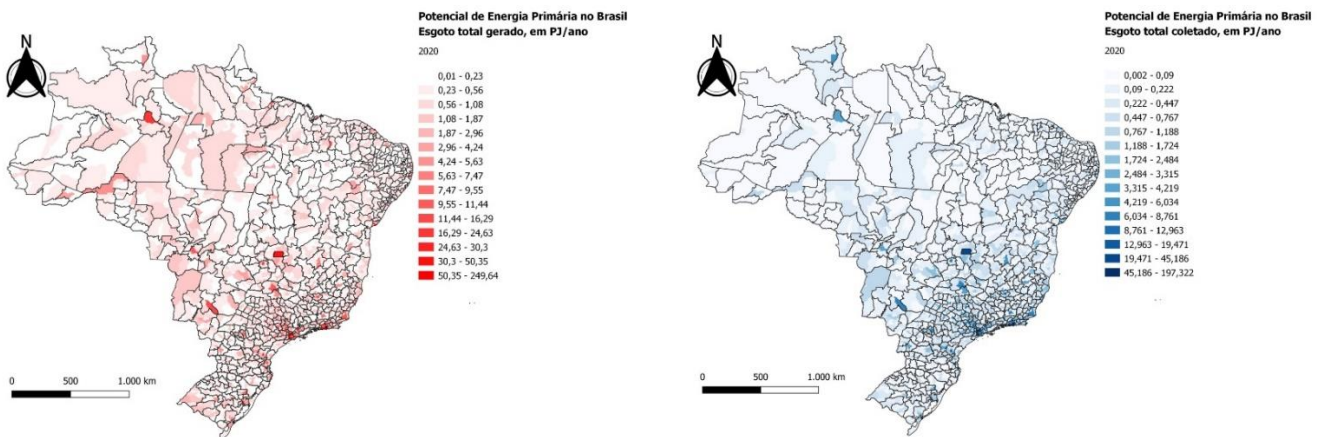 Potencial de Energia Primária no Brasil
Esgoto total gerado, em PJ/ano
2020
0,01 - 0,23
0,23 - 0,56
0,56 - 1,08
1,08 - 1,87
1,87 - 2,96
2,96 - 4,24
4,24 - 5,63
5,63 - 7,47
7,47 - 9,55
9,55 - 11,44
11,44 - 16,29
16,29 - 24,63
24,63 - 30,3
30,3 - 50,35
50,35 - 249,64
N
0 500 1.000 km
Potencial de Energia Primária no Brasil
Esgoto total coletado, em PJ/ano
2020
0,002 - 0,09
0,09 - 0,222
0,222 - 0,447
0,447 - 0,767
0,767 - 1,188
1,188 - 1,724
1,724 - 2,484
2,484 - 3,315
3,315 - 4,219
4,219 - 6,034
6,034 - 8,761
8,761 - 12,963
12,963 - 19,471
19,471 - 45,186
45,186 - 197,322
N
0 500 1.000 km